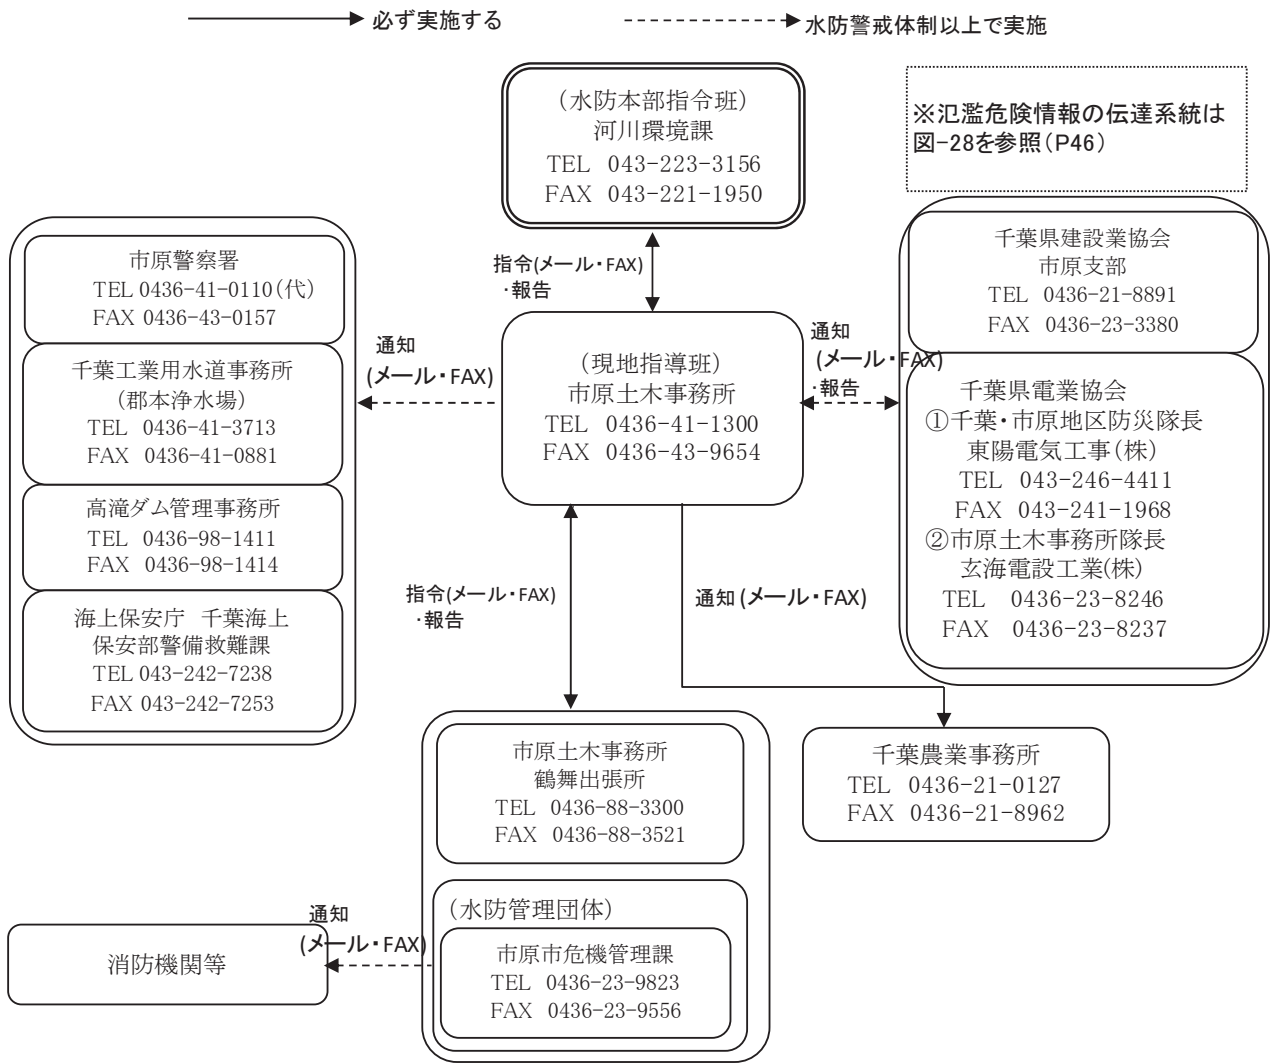 必ず実施する
水防警戒体制以上で実施
(水防本部指令班)
河川環境課
TEL 043-223-3156
FAX 043-221-1950
※氾濫危険情報の伝達系統は
図-28を参照(P46)
指令(メール・FAX)
・報告
市原警察署
TEL 0436-41-0110(代)
FAX 0436-43-0157
千葉工業用水道事務所
(郡本浄水場)
TEL 0436-41-3713
FAX 0436-41-0881
高滝ダム管理事務所
TEL 0436-98-1411
FAX 0436-98-1414
海上保安庁 千葉海上
保安部警備救難課
TEL 043-242-7238
FAX 043-242-7253
通知
(メール・FAX)
(現地指導班)
市原土木事務所
TEL 0436-41-1300
FAX 0436-43-9654
通知
(メール・FAX)
・報告
千葉県建設業協会
市原支部
TEL 0436-21-8891
FAX 0436-23-3380
千葉県電業協会
①千葉・市原地区防災隊長
東陽電気工事(株)
TEL 043-246-4411
FAX 043-241-1968
②市原土木事務所隊長
玄海電設工業(株)
TEL 0436-23-8246
FAX 0436-23-8237
指令(メール・FAX)
・報告
通知(メール・FAX)
市原土木事務所
鶴舞出張所
TEL 0436-88-3300
FAX 0436-88-3521
千葉農業事務所
TEL 0436-21-0127
FAX 0436-21-8962
(水防管理団体)
市原市危機管理課
TEL 0436-23-9823
FAX 0436-23-9556
通知
(メール・FAX)
消防機関等